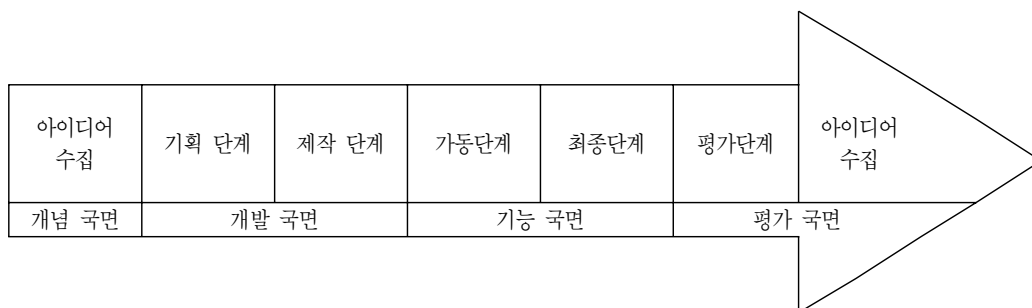 아이디어
수집
기획 단계
제작 단계
가동단계
최종단계
평가단계
아이디어
수집
개념 국면
개발 국면
기능 국면
평가 국면